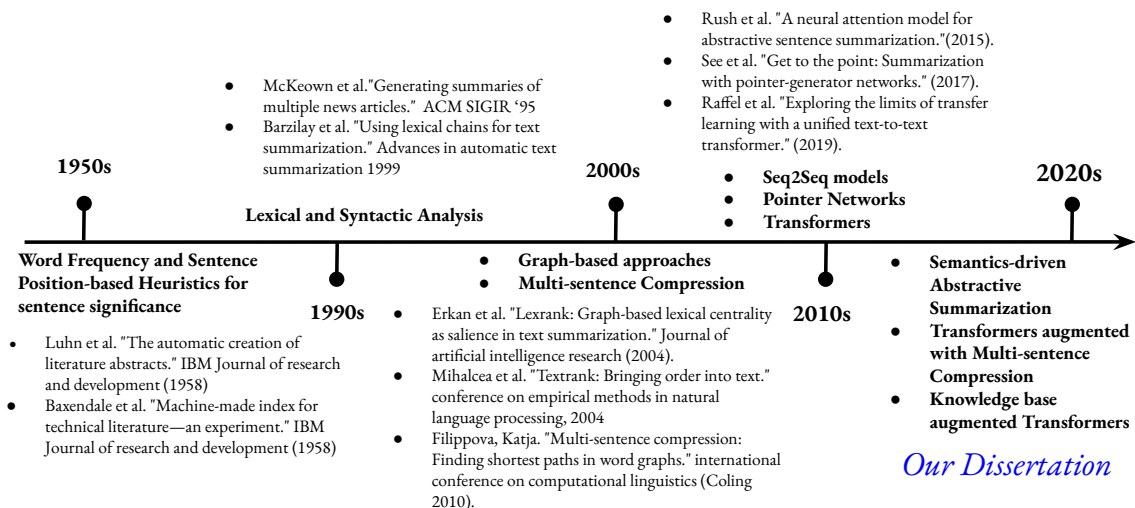 1950s
Word Frequency and Sentence
Position-based Heuristics for
sentence significance
● Luhn et al. "The automatic creation of
literature abstracts." IBM Journal of research
and development (1958)
● Baxendale et al. "Machine-made index for
technical literature—an experiment." IBM
Journal of research and development (1958)
● McKeown et al."Generating summaries of
multiple news articles." ACM SIGIR ‘95
● Barzilay et al. "Using lexical chains for text
summarization." Advances in automatic text
summarization 1999
Lexical and Syntactic Analysis
1990s
2000s
● Graph-based approaches
● Multi-sentence Compression
● Erkan et al. "Lexrank: Graph-based lexical centrality
as salience in text summarization." Journal of
artificial intelligence research (2004).
● Mihalcea et al. "Textrank: Bringing order into text."
conference on empirical methods in natural
language processing, 2004
● Filippova, Katja. "Multi-sentence compression:
Finding shortest paths in word graphs." international
conference on computational linguistics (Coling
2010).
● Rush et al. "A neural attention model for
abstractive sentence summarization."(2015).
● See et al. "Get to the point: Summarization
with pointer-generator networks." (2017).
● Raffel et al. "Exploring the limits of transfer
learning with a unified text-to-text
transformer." (2019).
● Seq2Seq models
● Pointer Networks
● Transformers
2010s
2020s
● Semantics-driven
Abstractive
Summarization
● Transformers augmented
with Multi-sentence
Compression
● Knowledge base
augmented Transformers
Our Dissertation